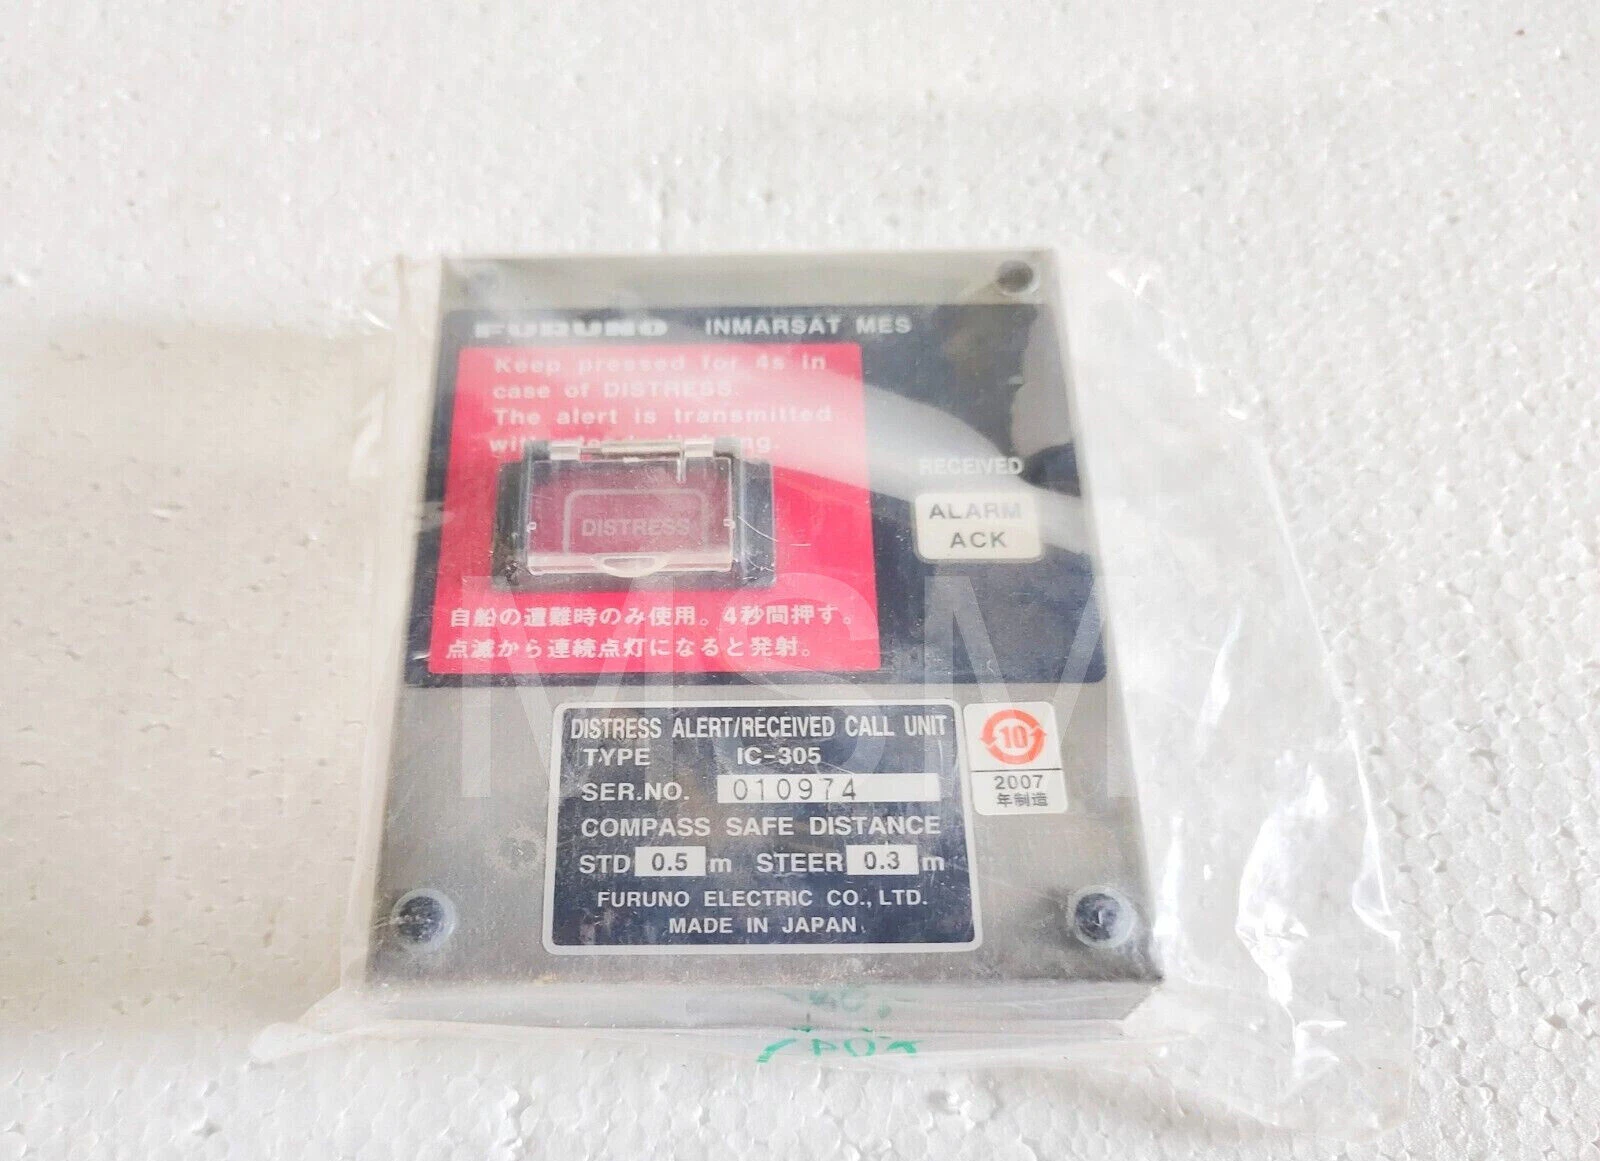 FURUNO INMARSAT MES
Keep pressed for 4s in
case of DISTRESS.
The alert is transmitted
RECEIVED
ALARM
ACK
DISTRESS
自船の遭難時のみ使用。4秒間押す。
点滅から連続点灯になると発射。
MSM
DISTRESS ALERT/RECEIVED CALL UNIT
TYPE IC-305
SER.NO. 010974
COMPASS SAFE DISTANCE
STD 0.5 m STEER 0.3 m
FURUNO ELECTRIC CO., LTD.
MADE IN JAPAN
10
2007
年制造